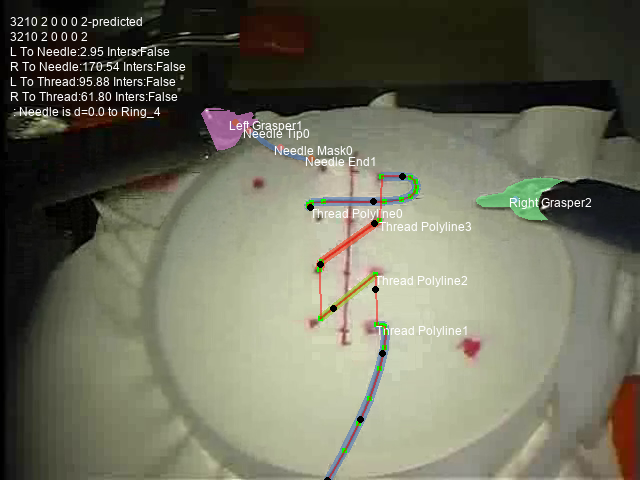 3210 2 0 0 0 2-predicted
3210 2 0 0 0 2
L To Needle:2.95 Inters:False
R To Needle:170.54 Inters:False
L To Thread:95.88 Inters:False
R To Thread:61.80 Inters:False
: Needle is d=0.0 to Ring_4
Left Grasper1
Needle Tip0
Needle Mask0
Needle End1
Right Grasper2
Thread Polyline0
Thread Polyline3
Thread Polyline2
Thread Polyline1